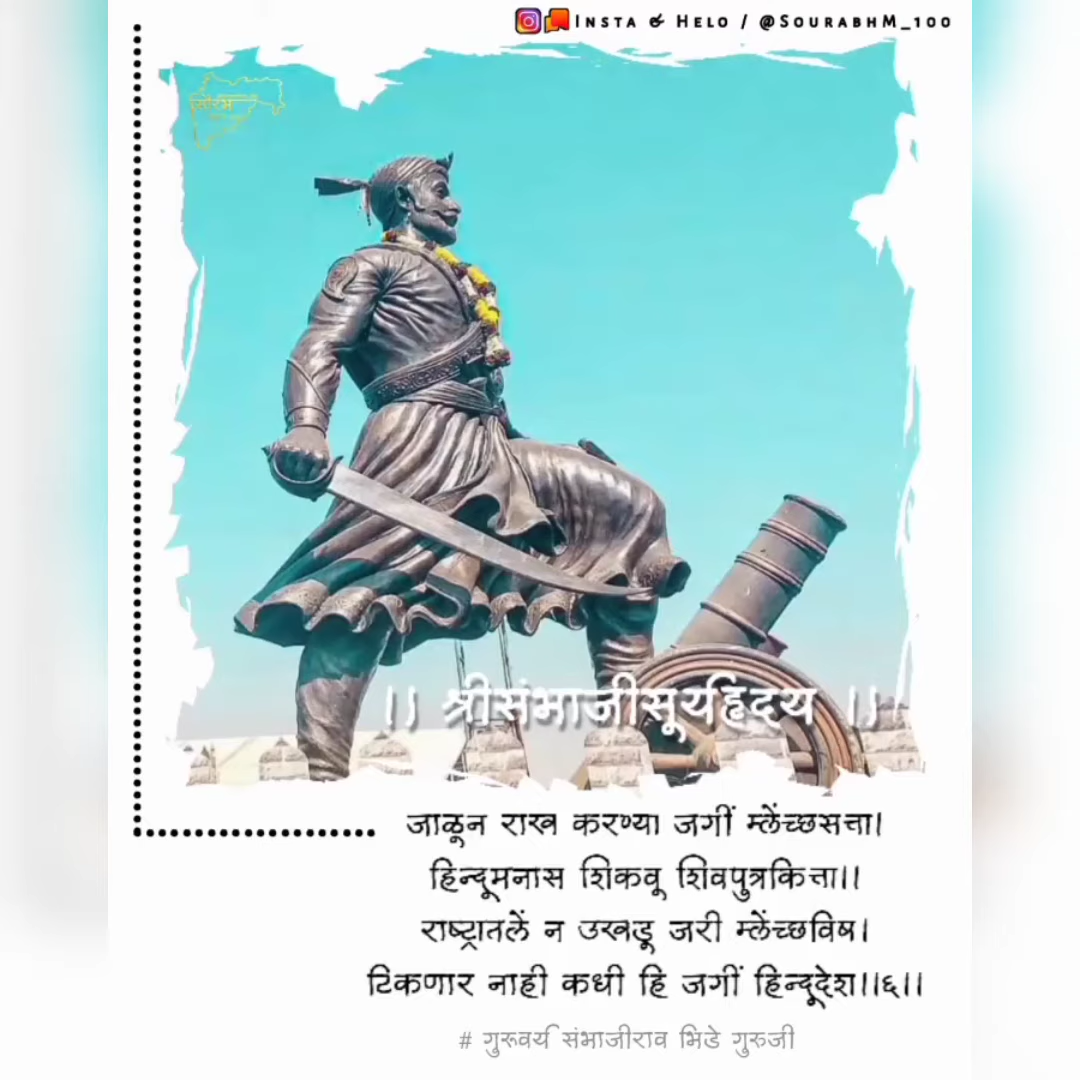 Insta & Helo / @SourabhM_100
।। श्रीसंभाजीसूर्यहृदय ।।
जाळून राख करण्या जगीं म्लेंच्छसत्ता।
हिन्दूमनास शिकवू शिवपुत्रकित्ता।।
राष्ट्रातलें न उखडू जरी म्लेंच्छविष।
टिकणार नाही कधी हि जगीं हिन्दूदेश।।६।।
# गुरूवर्य संभाजीराव भिडे गुरूजी